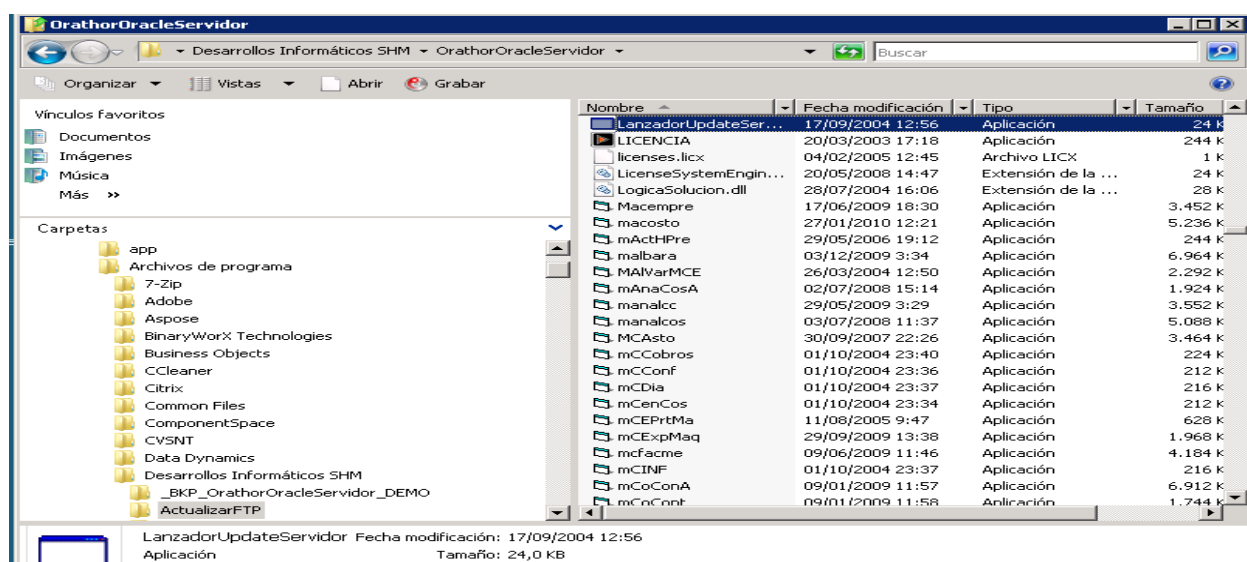 OrathorOracleServidor
Desarrollos Informáticos SHM OrathorOracleServidor Buscar
Organizar Vistas Abrir Grabar
Vínculos favoritos
Documentos
Imágenes
Música
Más >>
Carpetas
app
Archivos de programa
7-Zip
Adobe
Aspose
BinaryWorX Technologies
Business Objects
CCleaner
Citrix
Common Files
ComponentSpace
CVSNT
Data Dynamics
Desarrollos Informáticos SHM
_BKP_OrathorOracleServidor_DEMO
ActualizarFTP
Nombre Fecha modificación Tipo Tamaño
LanzadorUpdateSer... 17/09/2004 12:56 Aplicación 24 K
LICENCIA 20/03/2003 17:18 Aplicación 244 K
licenses.licx 04/02/2005 12:45 Archivo LICX 1 K
LicenseSystemEngin... 20/05/2008 14:47 Extensión de la ... 24 K
LogicaSolucion.dll 28/07/2004 16:06 Extensión de la ... 28 K
Macempre 17/06/2009 18:30 Aplicación 3.452 K
macosto 27/01/2010 12:21 Aplicación 5.236 K
mActHPre 29/05/2006 19:12 Aplicación 244 K
malbara 03/12/2009 3:34 Aplicación 6.964 K
MAlVarMCE 26/03/2004 12:50 Aplicación 2.292 K
mAnaCosA 02/07/2008 15:14 Aplicación 1.924 K
manalcc 29/05/2009 3:29 Aplicación 3.552 K
manalcos 03/07/2008 11:37 Aplicación 5.088 K
MCAsto 30/09/2007 22:26 Aplicación 3.464 K
mCCobros 01/10/2004 23:40 Aplicación 224 K
mCConf 01/10/2004 23:36 Aplicación 212 K
mCDia 01/10/2004 23:37 Aplicación 216 K
mCenCos 01/10/2004 23:34 Aplicación 212 K
mCEPrtMa 11/08/2005 9:47 Aplicación 628 K
mCExpMaq 29/09/2009 13:38 Aplicación 1.968 K
mcfacme 09/06/2009 11:46 Aplicación 4.184 K
mCINF 01/10/2004 23:37 Aplicación 216 K
mCoConA 09/01/2009 11:57 Aplicación 6.912 K
mCoCont 09/01/2009 11:58 Aplicación 1.744 K
LanzadorUpdateServidor Fecha modificación: 17/09/2004 12:56
Aplicación Tamaño: 24,0 KB